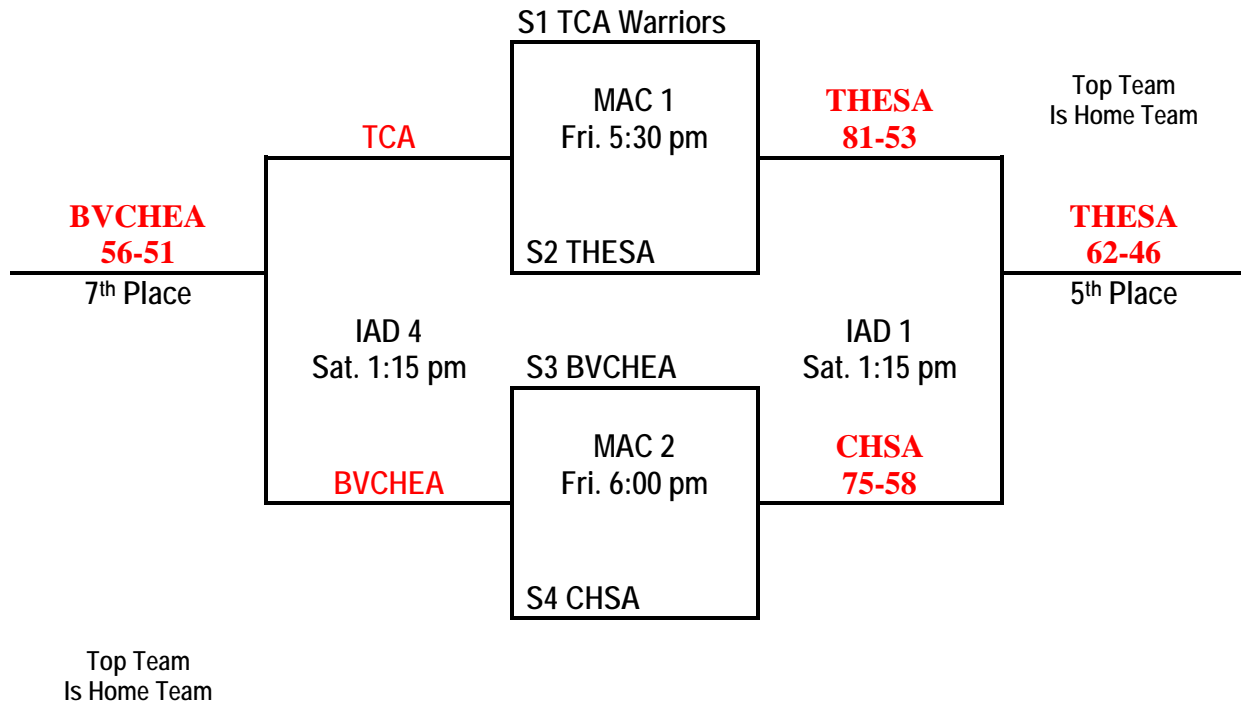 S1 TCA Warriors
MAC 1
Fri. 5:30 pm
THESA
81-53
Top Team
Is Home Team
TCA
BVCHEA
56-51
7th Place
S2 THESA
THESA
62-46
5th Place
IAD 4
Sat. 1:15 pm
S3 BVCHEA
IAD 1
Sat. 1:15 pm
MAC 2
Fri. 6:00 pm
CHSA
75-58
BVCHEA
S4 CHSA
Top Team
Is Home Team